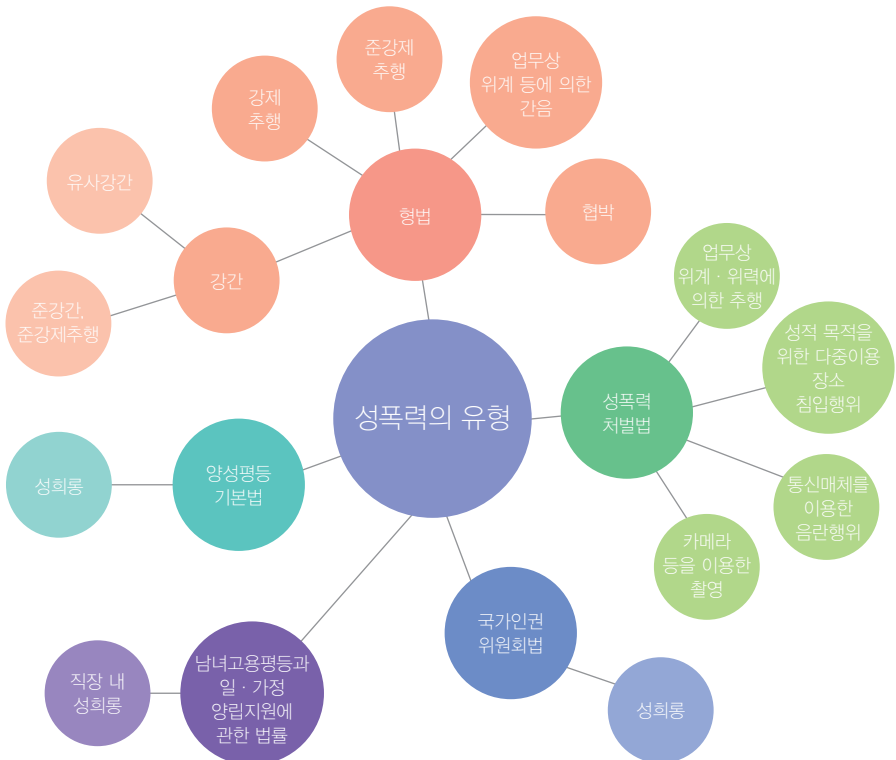 준강제
추행
업무상
위계 등에 의한
간음
강제
추행
유사강간
형법
협박
강간
준강간,
준강제추행
업무상
위계 · 위력에
의한 추행
성적 목적을
위한 다중이용
장소
침입행위
성폭력의 유형
성폭력
처벌법
양성평등
기본법
성희롱
통신매체를
이용한
음란행위
카메라
등을 이용한
촬영
국가인권
위원회법
남녀고용평등과
일 · 가정
양립지원에
관한 법률
직장 내
성희롱
성희롱